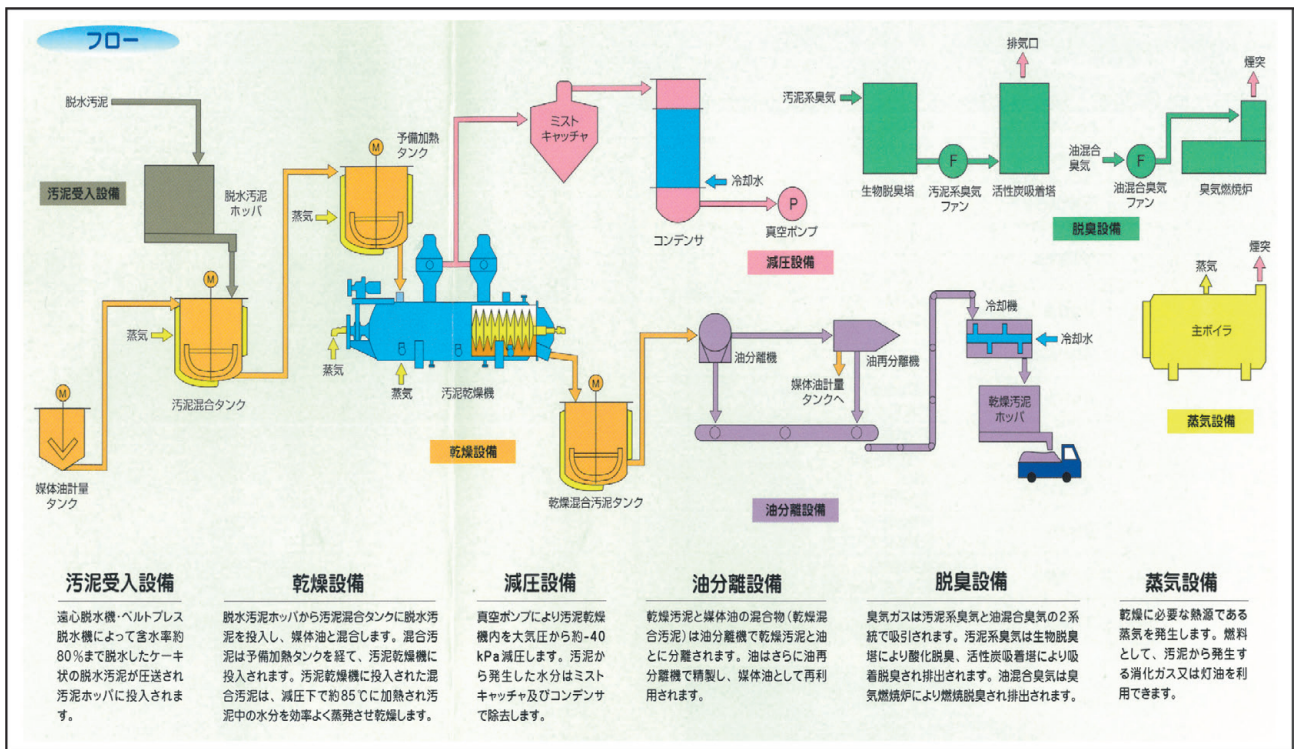 フロー
脱水汚泥
汚泥受入設備
脱水汚泥
ホッパ
M
蒸気
汚泥混合タンク
M
媒体油計量
タンク
M
予備加熱
タンク
蒸気
蒸気
蒸気
汚泥乾燥機
乾燥設備
M
乾燥混合汚泥タンク
ミスト
キャッチャ
冷却水
コンデンサ
P
真空ポンプ
減圧設備
油分離機
油再分離機
媒体油計量
タンクへ
油分離設備
冷却機
冷却水
乾燥汚泥
ホッパ
汚泥系臭気
生物脱臭塔
F
汚泥系臭気
ファン
排気口
活性炭吸着塔
油混合
臭気
F
油混合臭気
ファン
煙突
臭気燃焼炉
脱臭設備
蒸気
煙突
主ボイラ
蒸気設備
汚泥受入設備
遠心脱水機・ベルトプレス
脱水機によって含水率約
80%まで脱水したケーキ
状の脱水汚泥が圧送され
汚泥ホッパに投入されま
す。
乾燥設備
脱水汚泥ホッパから汚泥混合タンクに脱水汚
泥を投入し、媒体油と混合します。混合汚
泥は予備加熱タンクを経て、汚泥乾燥機に
投入されます。汚泥乾燥機に投入された混
合汚泥は、減圧下で約85℃に加熱され汚
泥中の水分を効率よく蒸発させ乾燥します。
減圧設備
真空ポンプにより汚泥乾燥
機内を大気圧から約-40
kPa減圧します。汚泥か
ら発生した水分はミスト
キャッチャ及びコンデンサ
で除去します。
油分離設備
乾燥汚泥と媒体油の混合物(乾燥混
合汚泥)は油分離機で乾燥汚泥と油
とに分離されます。油はさらに油再
分離機で精製し、媒体油として再利
用されます。
脱臭設備
臭気ガスは汚泥系臭気と油混合臭気の2系
統で吸引されます。汚泥系臭気は生物脱臭
塔により酸化脱臭、活性炭吸着塔により吸
着脱臭され排出されます。油混合臭気は臭
気燃焼炉により燃焼脱臭され排出されます。
蒸気設備
乾燥に必要な熱源である
蒸気を発生します。燃料
として、汚泥から発生す
る消化ガス又は灯油を利
用できます。